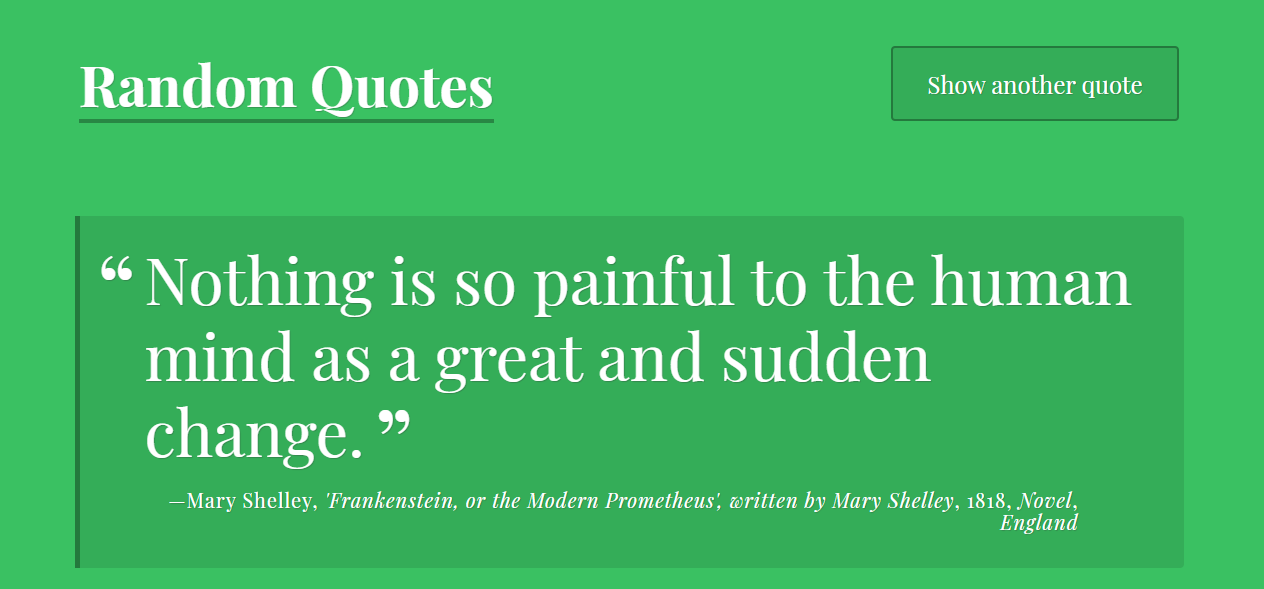 Random Quotes
Show another quote
“ Nothing is so painful to the human
mind as a great and sudden
change. ”
—Mary Shelley, 'Frankenstein, or the Modern Prometheus', written by Mary Shelley, 1818, Novel,
England